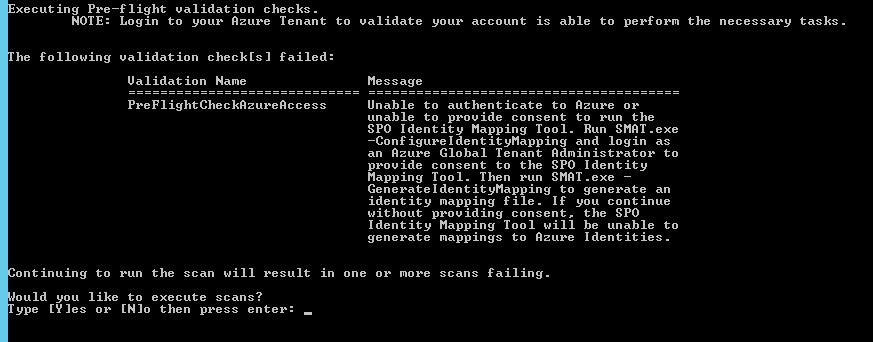 Executing Pre-flight validation checks.
NOTE: Login to your Azure Tenant to validate your account is able to perform the necessary tasks.
The following validation check[s] failed:
Validation Name Message
============================= =======================================
PreFlightCheckAzureAccess Unable to authenticate to Azure or
unable to provide consent to run the
SPO Identity Mapping Tool. Run SMAT.exe
-ConfigureIdentityMapping and login as
an Azure Global Tenant Administrator to
provide consent to the SPO Identity
Mapping Tool. Then run SMAT.exe -
GenerateIdentityMapping to generate an
identity mapping file. If you continue
without providing consent, the SPO
Identity Mapping Tool will be unable to
generate mappings to Azure Identities.
Continuing to run the scan will result in one or more scans failing.
Would you like to execute scans?
Type [Y]es or [N]o then press enter: _